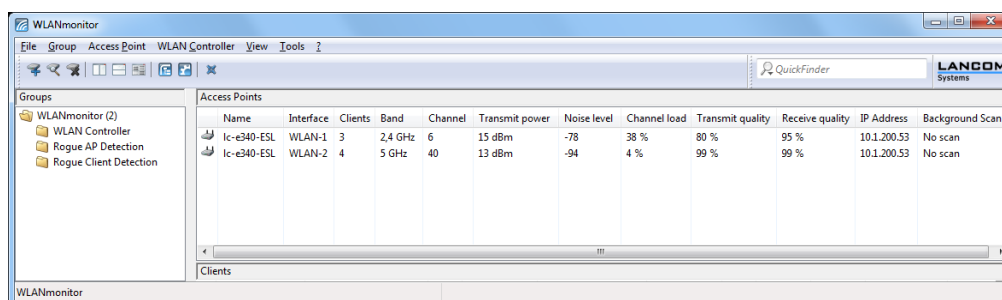 WLANmonitor
File Group Access Point WLAN Controller View Tools ?
QuickFinder
LANCOM
Systems
Groups
Access Points
WLANmonitor (2)
WLAN Controller
Rogue AP Detection
Rogue Client Detection
Name Interface Clients Band Channel Transmit power Noise level Channel load Transmit quality Receive quality IP Address Background Scan
lc-e340-ESL WLAN-1 3 2,4 GHz 6 15 dBm -78 38 % 80 % 95 % 10.1.200.53 No scan
lc-e340-ESL WLAN-2 4 5 GHz 40 13 dBm -94 4 % 99 % 99 % 10.1.200.53 No scan
Clients
WLANmonitor